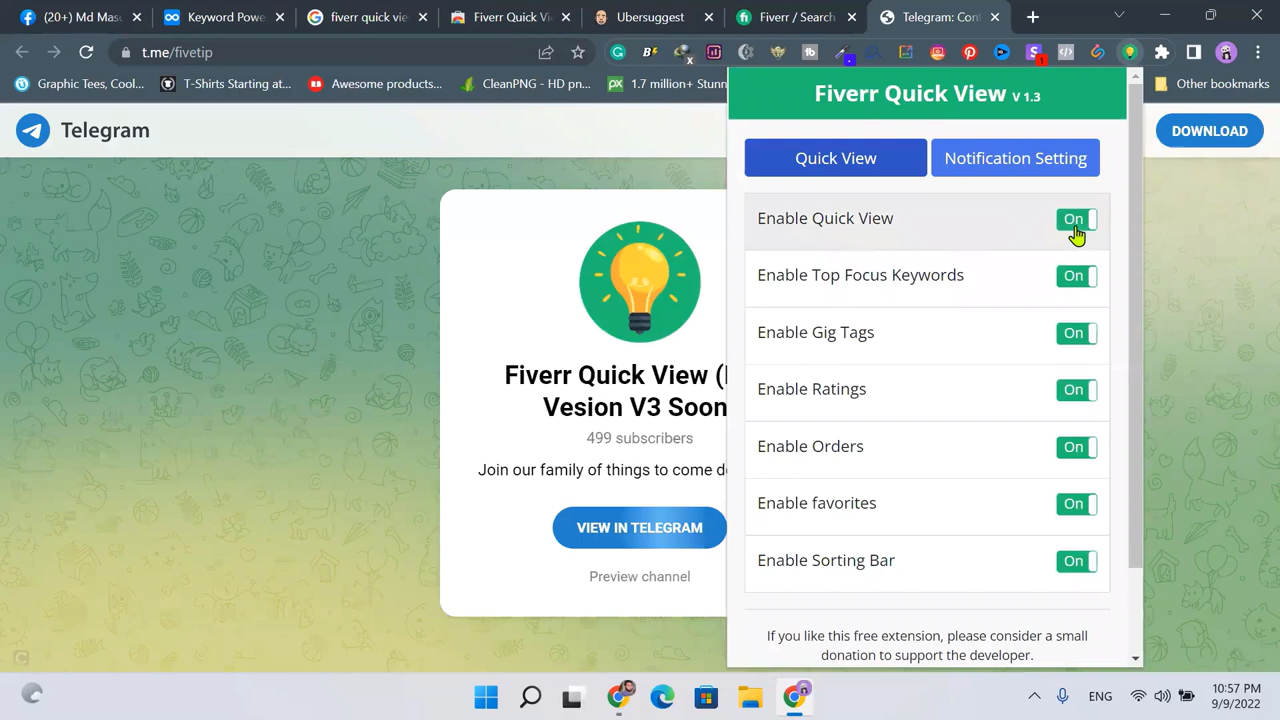 (20+) Md Mas
Keyword Powe
fiverr quick vie
Fiverr Quick Vi
Ubersuggest
Fiverr / Search
Telegram: Cont
t.me/fivetip
Graphic Tees, Cool...
T-Shirts Starting at...
Awesome produc
CleanPNG - HD pn...
1.7 million+ Stunn
Other bookmarks
Telegram
DOWNLOAD
Fiverr Quick View V 1.3
Quick View
Notification Setting
Enable Quick View
On
Enable Top Focus Keywords
On
Enable Gig Tags
On
Enable Ratings
On
Enable Orders
On
Enable favorites
On
Enable Sorting Bar
On
If you like this free extension, please consider a small
donation to support the developer.
Fiverr Quick View (
Vesion V3 Soon
499 subscribers
Join our family of things to come d
VIEW IN TELEGRAM
Preview channel
ENG
10:57 PM
9/9/2022